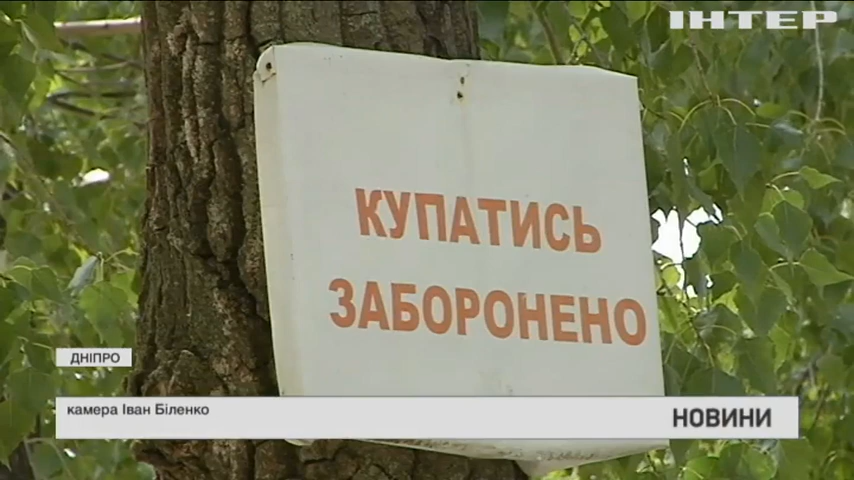 ІНТЕР
КУПАТИСЬ
ЗАБОРОНЕНО
ДНІПРО
камера Іван Біленко
НОВИНИ